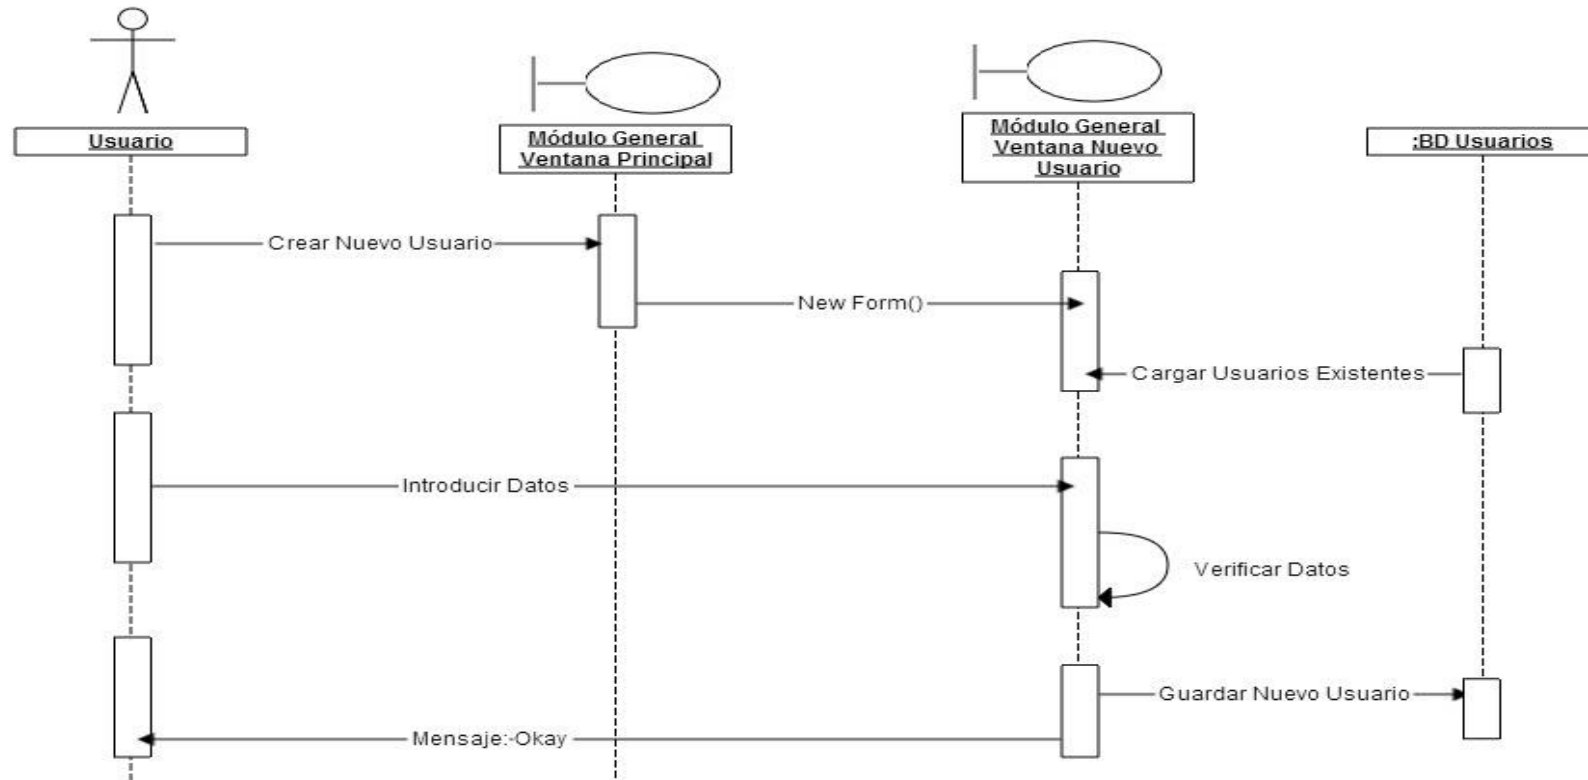 Usuario
Módulo General
Ventana Principal
Módulo General
Ventana Nuevo
Usuario
:BD Usuarios
Crear Nuevo Usuario
New Form()
Cargar Usuarios Existentes
Introducir Datos
Verificar Datos
Guardar Nuevo Usuario
Mensaje:-Okay